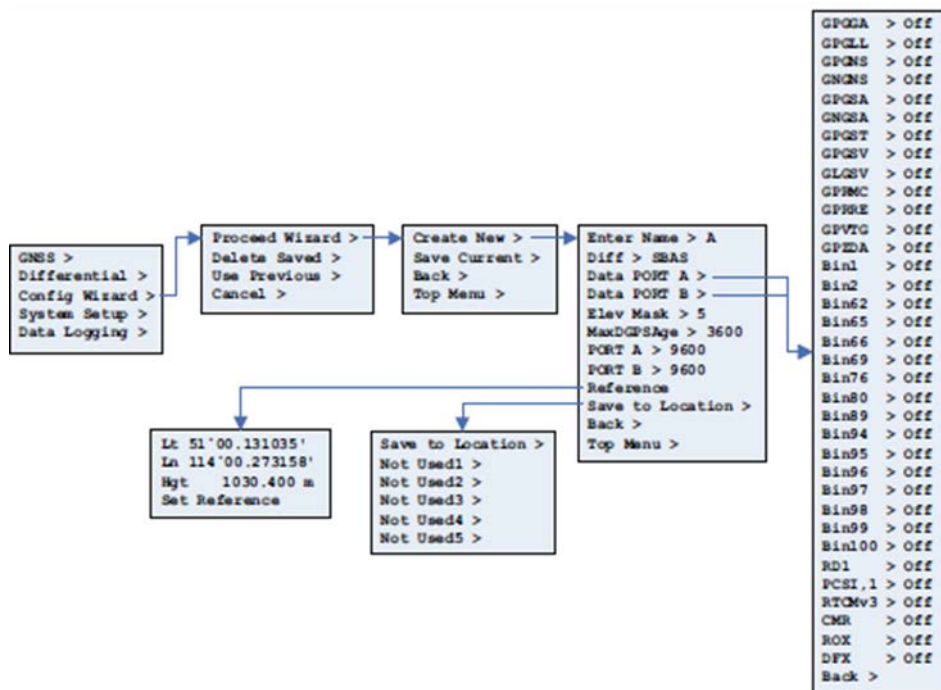 GNSS >
Differential >
Config Wizard >
System Setup >
Data Logging >
Proceed Wizard >
Delete Saved >
Use Previous >
Cancel >
Create New >
Save Current >
Back >
Top Menu >
Enter Name > A
Diff > SBAS
Data PORT A >
Data PORT B >
Elev Mask > 5
MaxDGPSAge > 3600
PORT A > 9600
PORT B > 9600
Reference
Save to Location >
Back >
Top Menu >
Lt 51°00.131035'
Ln 114°00.273158'
Hgt 1030.400 m
Set Reference
Save to Location >
Not Used1 >
Not Used2 >
Not Used3 >
Not Used4 >
Not Used5 >
GPGGA > Off
GPGLL > Off
GPGNS > Off
GNGNS > Off
GPGSA > Off
GNGSA > Off
GPGST > Off
GPGSV > Off
GLGSV > Off
GPRMC > Off
GPRRE > Off
GPVTG > Off
GPZDA > Off
Bin1 > Off
Bin2 > Off
Bin62 > Off
Bin65 > Off
Bin66 > Off
Bin69 > Off
Bin76 > Off
Bin80 > Off
Bin89 > Off
Bin94 > Off
Bin95 > Off
Bin96 > Off
Bin97 > Off
Bin98 > Off
Bin99 > Off
Bin100 > Off
RD1 > Off
PCSI,1 > Off
RTCMv3 > Off
CMR > Off
ROX > Off
DFX > Off
Back >